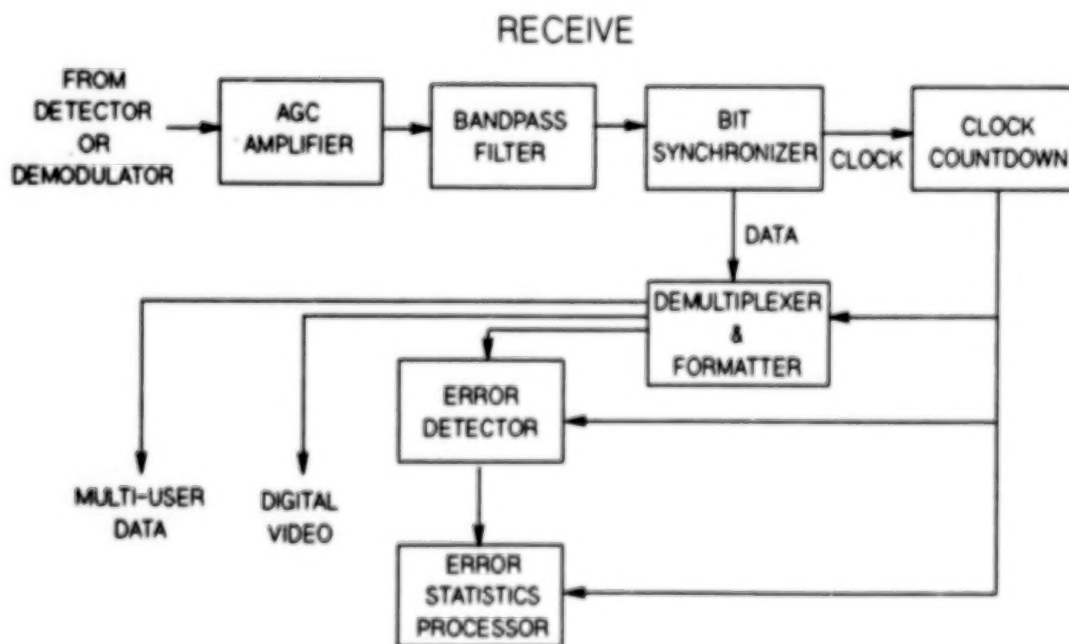 RECEIVE
FROM
DETECTOR
OR
DEMODULATOR
AGC
AMPLIFIER
BANDPASS
FILTER
BIT
SYNCHRONIZER
CLOCK
CLOCK
COUNTDOWN
DATA
DEMULTIPLEXER
&
FORMATTER
ERROR
DETECTOR
MULTI-USER
DATA
DIGITAL
VIDEO
ERROR
STATISTICS
PROCESSOR